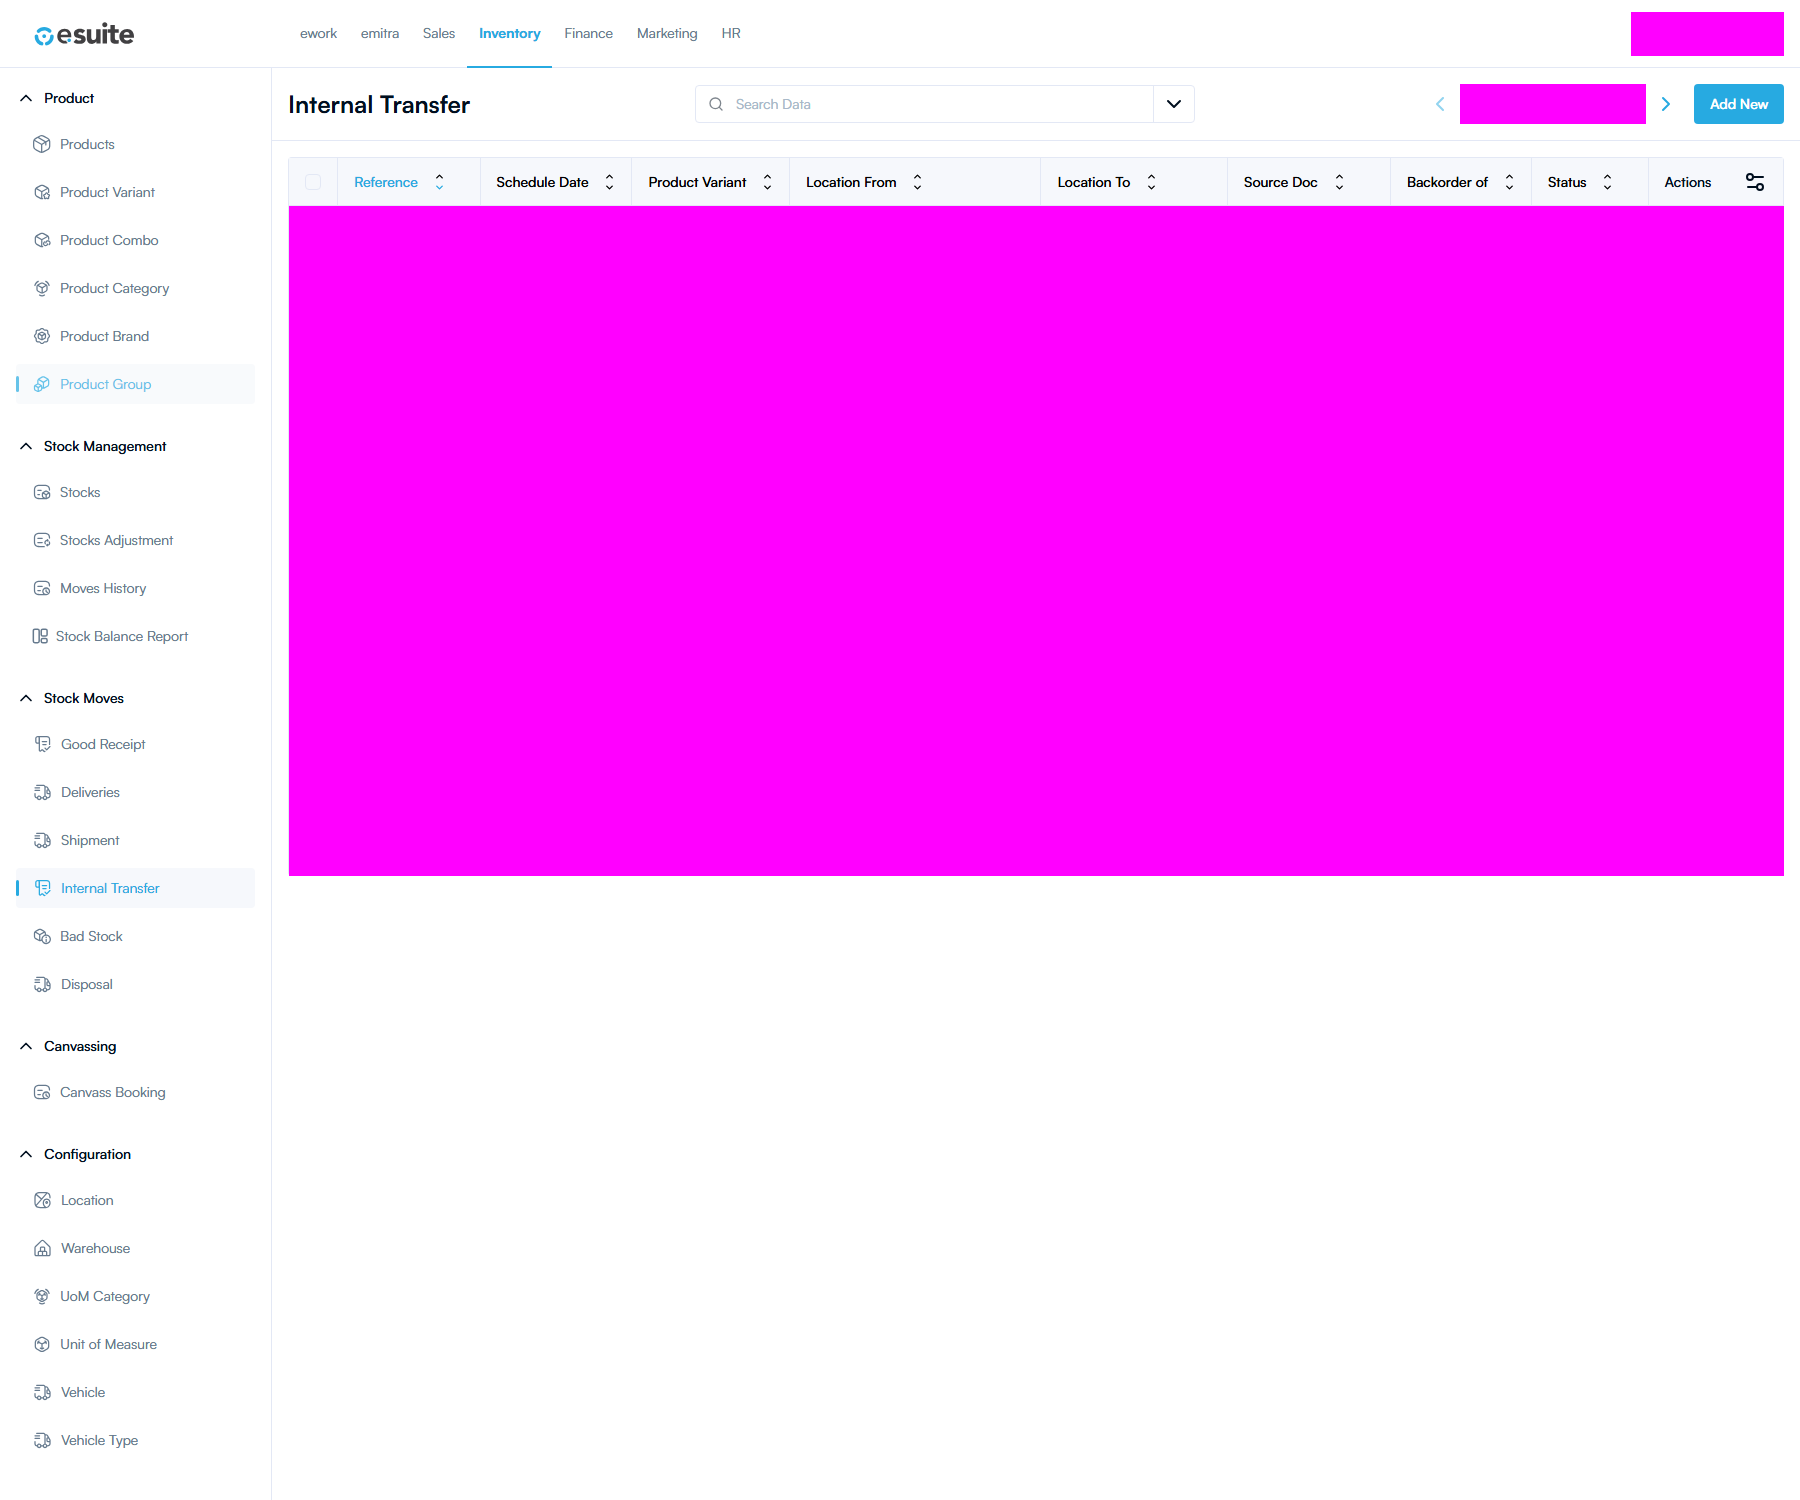 esuite
ework emitra Sales Inventory Finance Marketing HR
Product
Products
Product Variant
Product Combo
Product Category
Product Brand
Product Group
Stock Management
Stocks
Stocks Adjustment
Moves History
Stock Balance Report
Stock Moves
Good Receipt
Deliveries
Shipment
Internal Transfer
Bad Stock
Disposal
Canvassing
Canvass Booking
Configuration
Location
Warehouse
UoM Category
Unit of Measure
Vehicle
Vehicle Type
Internal Transfer
Search Data
Add New
Reference Schedule Date Product Variant Location From Location To Source Doc Backorder of Status Actions